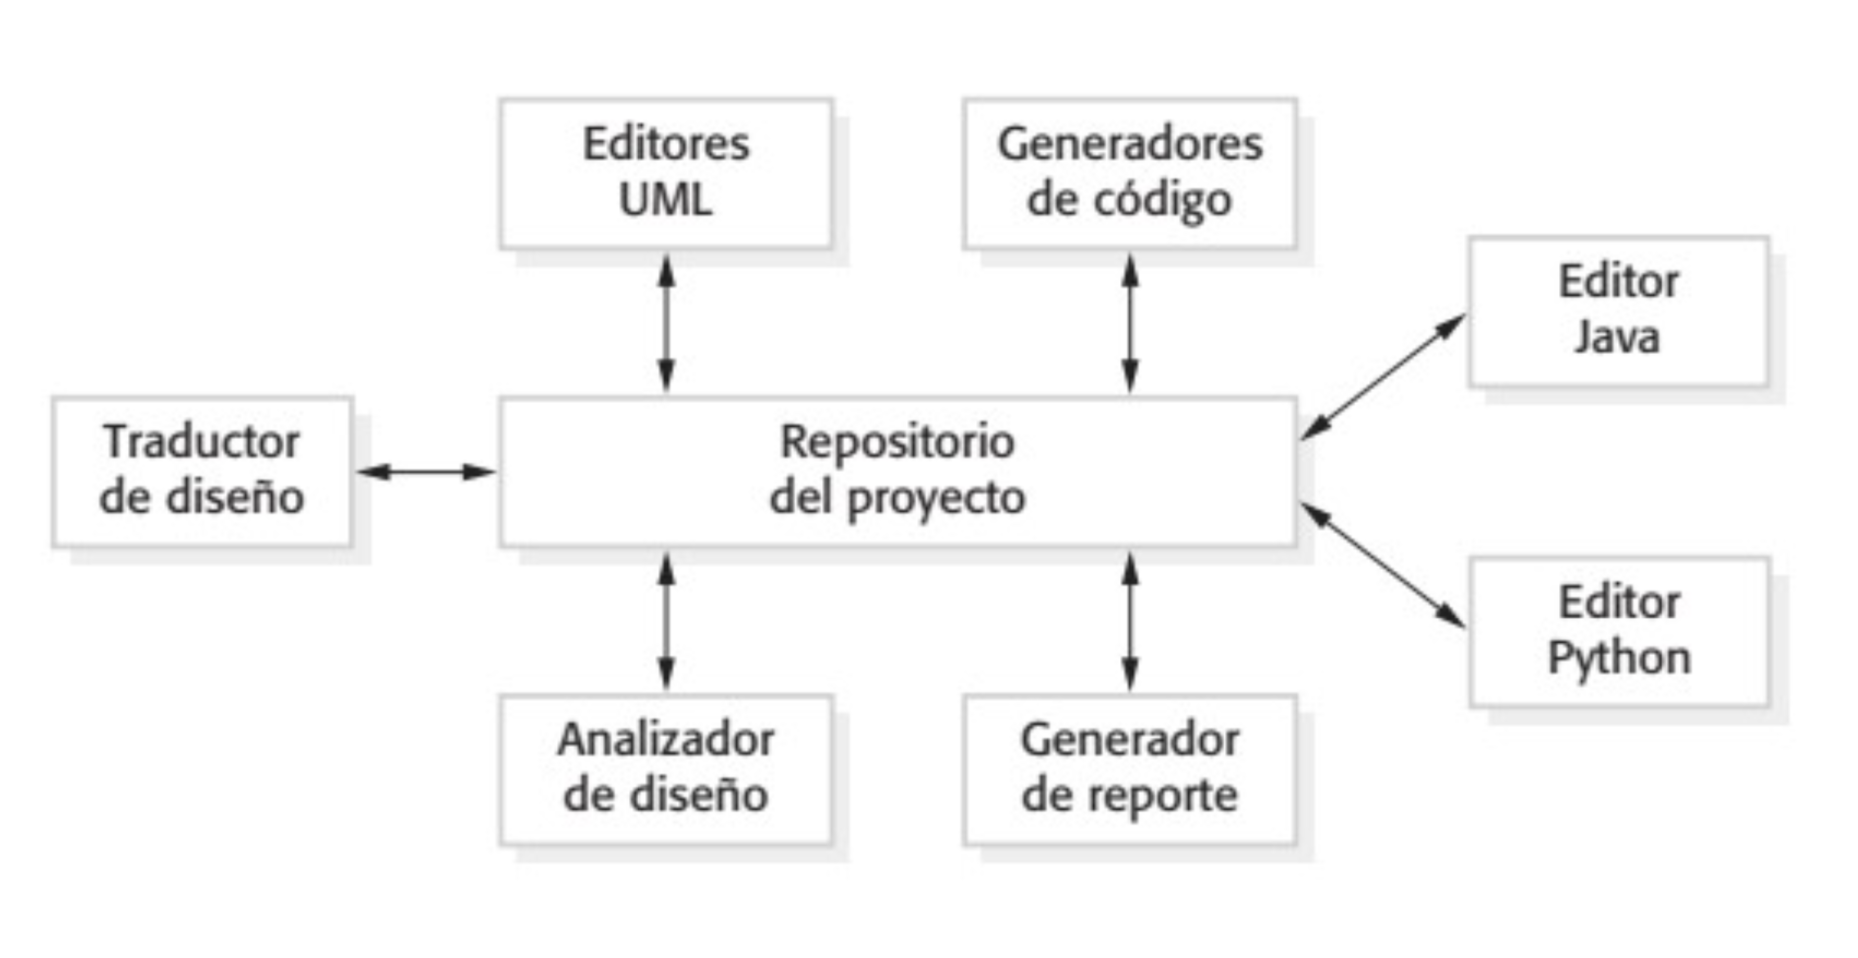 Editores
UML
Generadores
de código
Editor
Java
Traductor
de diseño
Repositorio
del proyecto
Editor
Python
Analizador
de diseño
Generador
de reporte